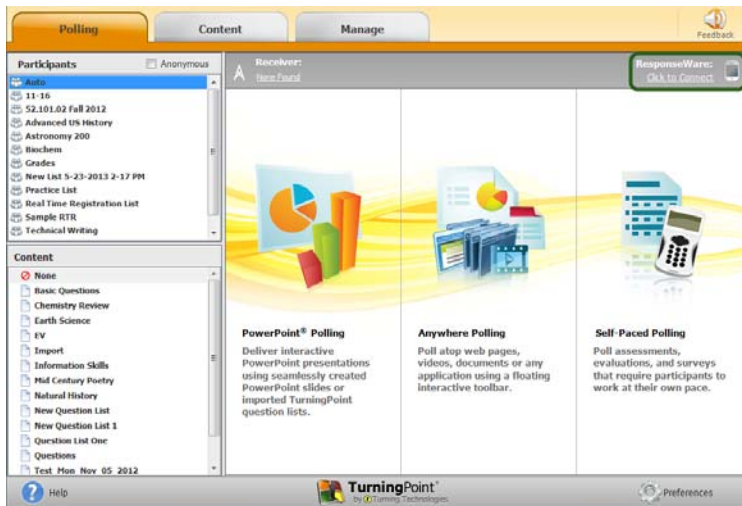 Polling
Content
Manage
Feedback
Participants
Anonymous
Receiver:
None Found
ResponseWare:
Click to Connect
Auto
11-16
52.101.02 Fall 2012
Advanced US History
Astronomy 200
Biochem
Grades
New List 5-23-2013 2-17 PM
Practice List
Real Time Registration List
Sample RTR
Technical Writing
Content
None
Basic Questions
Chemistry Review
Earth Science
EV
Import
Information Skills
Mid Century Poetry
Natural History
New Question List
New Question List 1
Question List One
Questions
Test Mon Nov 05 2012
PowerPoint® Polling
Deliver interactive
PowerPoint presentations
using seamlessly created
PowerPoint slides or
imported TurningPoint
question lists.
Anywhere Polling
Poll atop web pages,
videos, documents or any
application using a floating
interactive toolbar.
Self-Paced Polling
Poll assessments,
evaluations, and surveys
that require participants to
work at their own pace.
Help
TurningPoint®
by Turning Technologies
Preferences